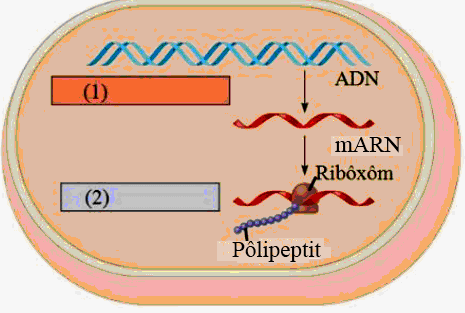 ADN
(1)
mARN
Ribôxôm
(2)
Pôlipeptit